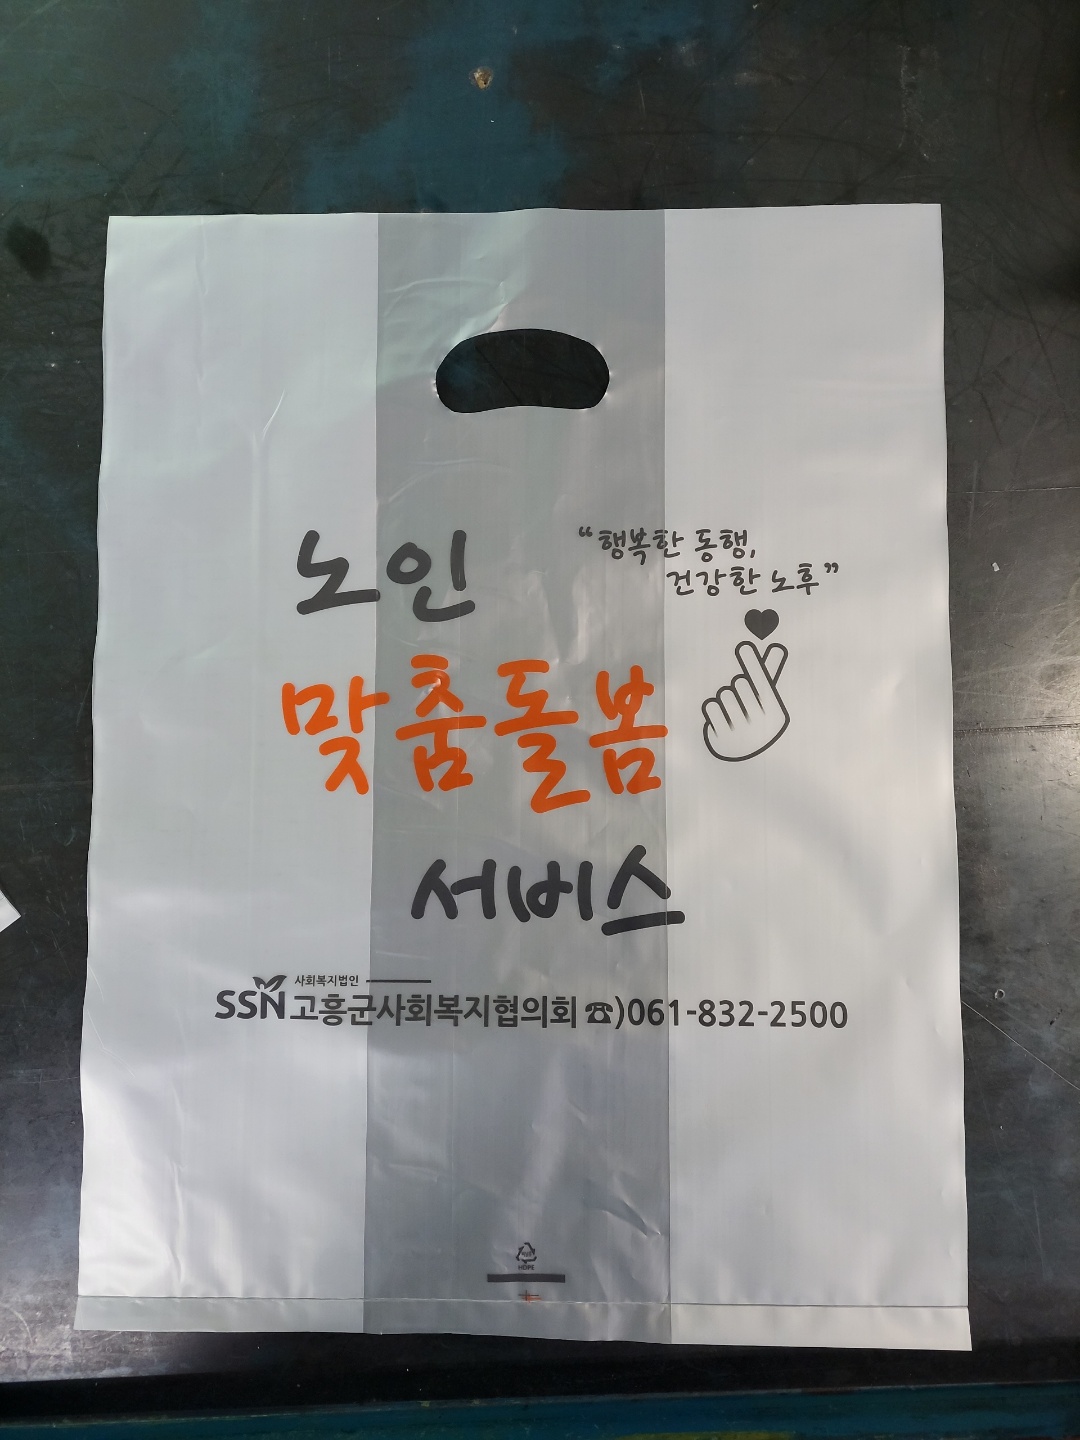 노인
“행복한 동행,
건강한 노후”
맞춤돌봄
서비스
사회복지법인
SSN 고흥군사회복지협의회 ☎)061-832-2500
HDPE